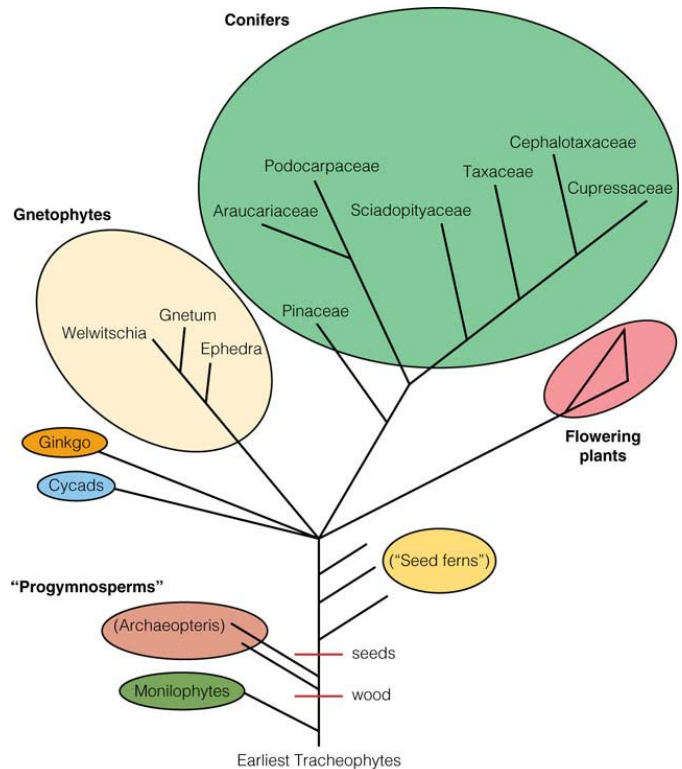 Conifers
Cephalotaxaceae
Podocarpaceae
Taxaceae
Cupressaceae
Gnetophytes
Araucariaceae
Sciadopityaceae
Gnetum
Pinaceae
Welwitschia
Ephedra
Ginkgo
Flowering
plants
Cycads
("Seed ferns")
"Progymnosperms"
(Archaeopteris)
seeds
Monilophytes
wood
Earliest Tracheophytes